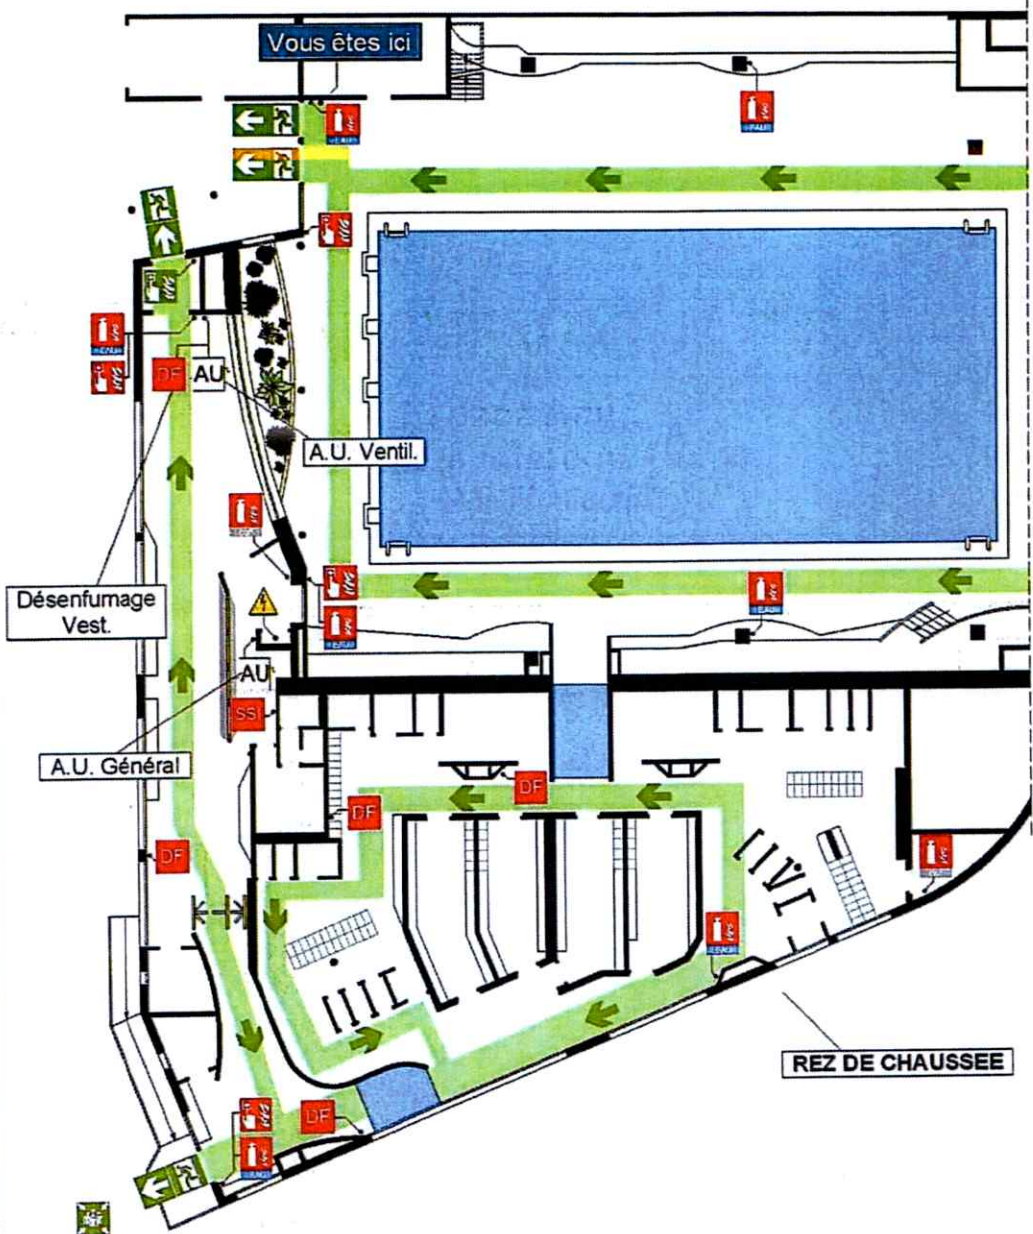 Vous êtes ici
DF
AU
A.U. Ventil.
Désenfumage
Vest.
AU
SSI
A.U. Général
DF
DF
DF
REZ DE CHAUSSEE
DF